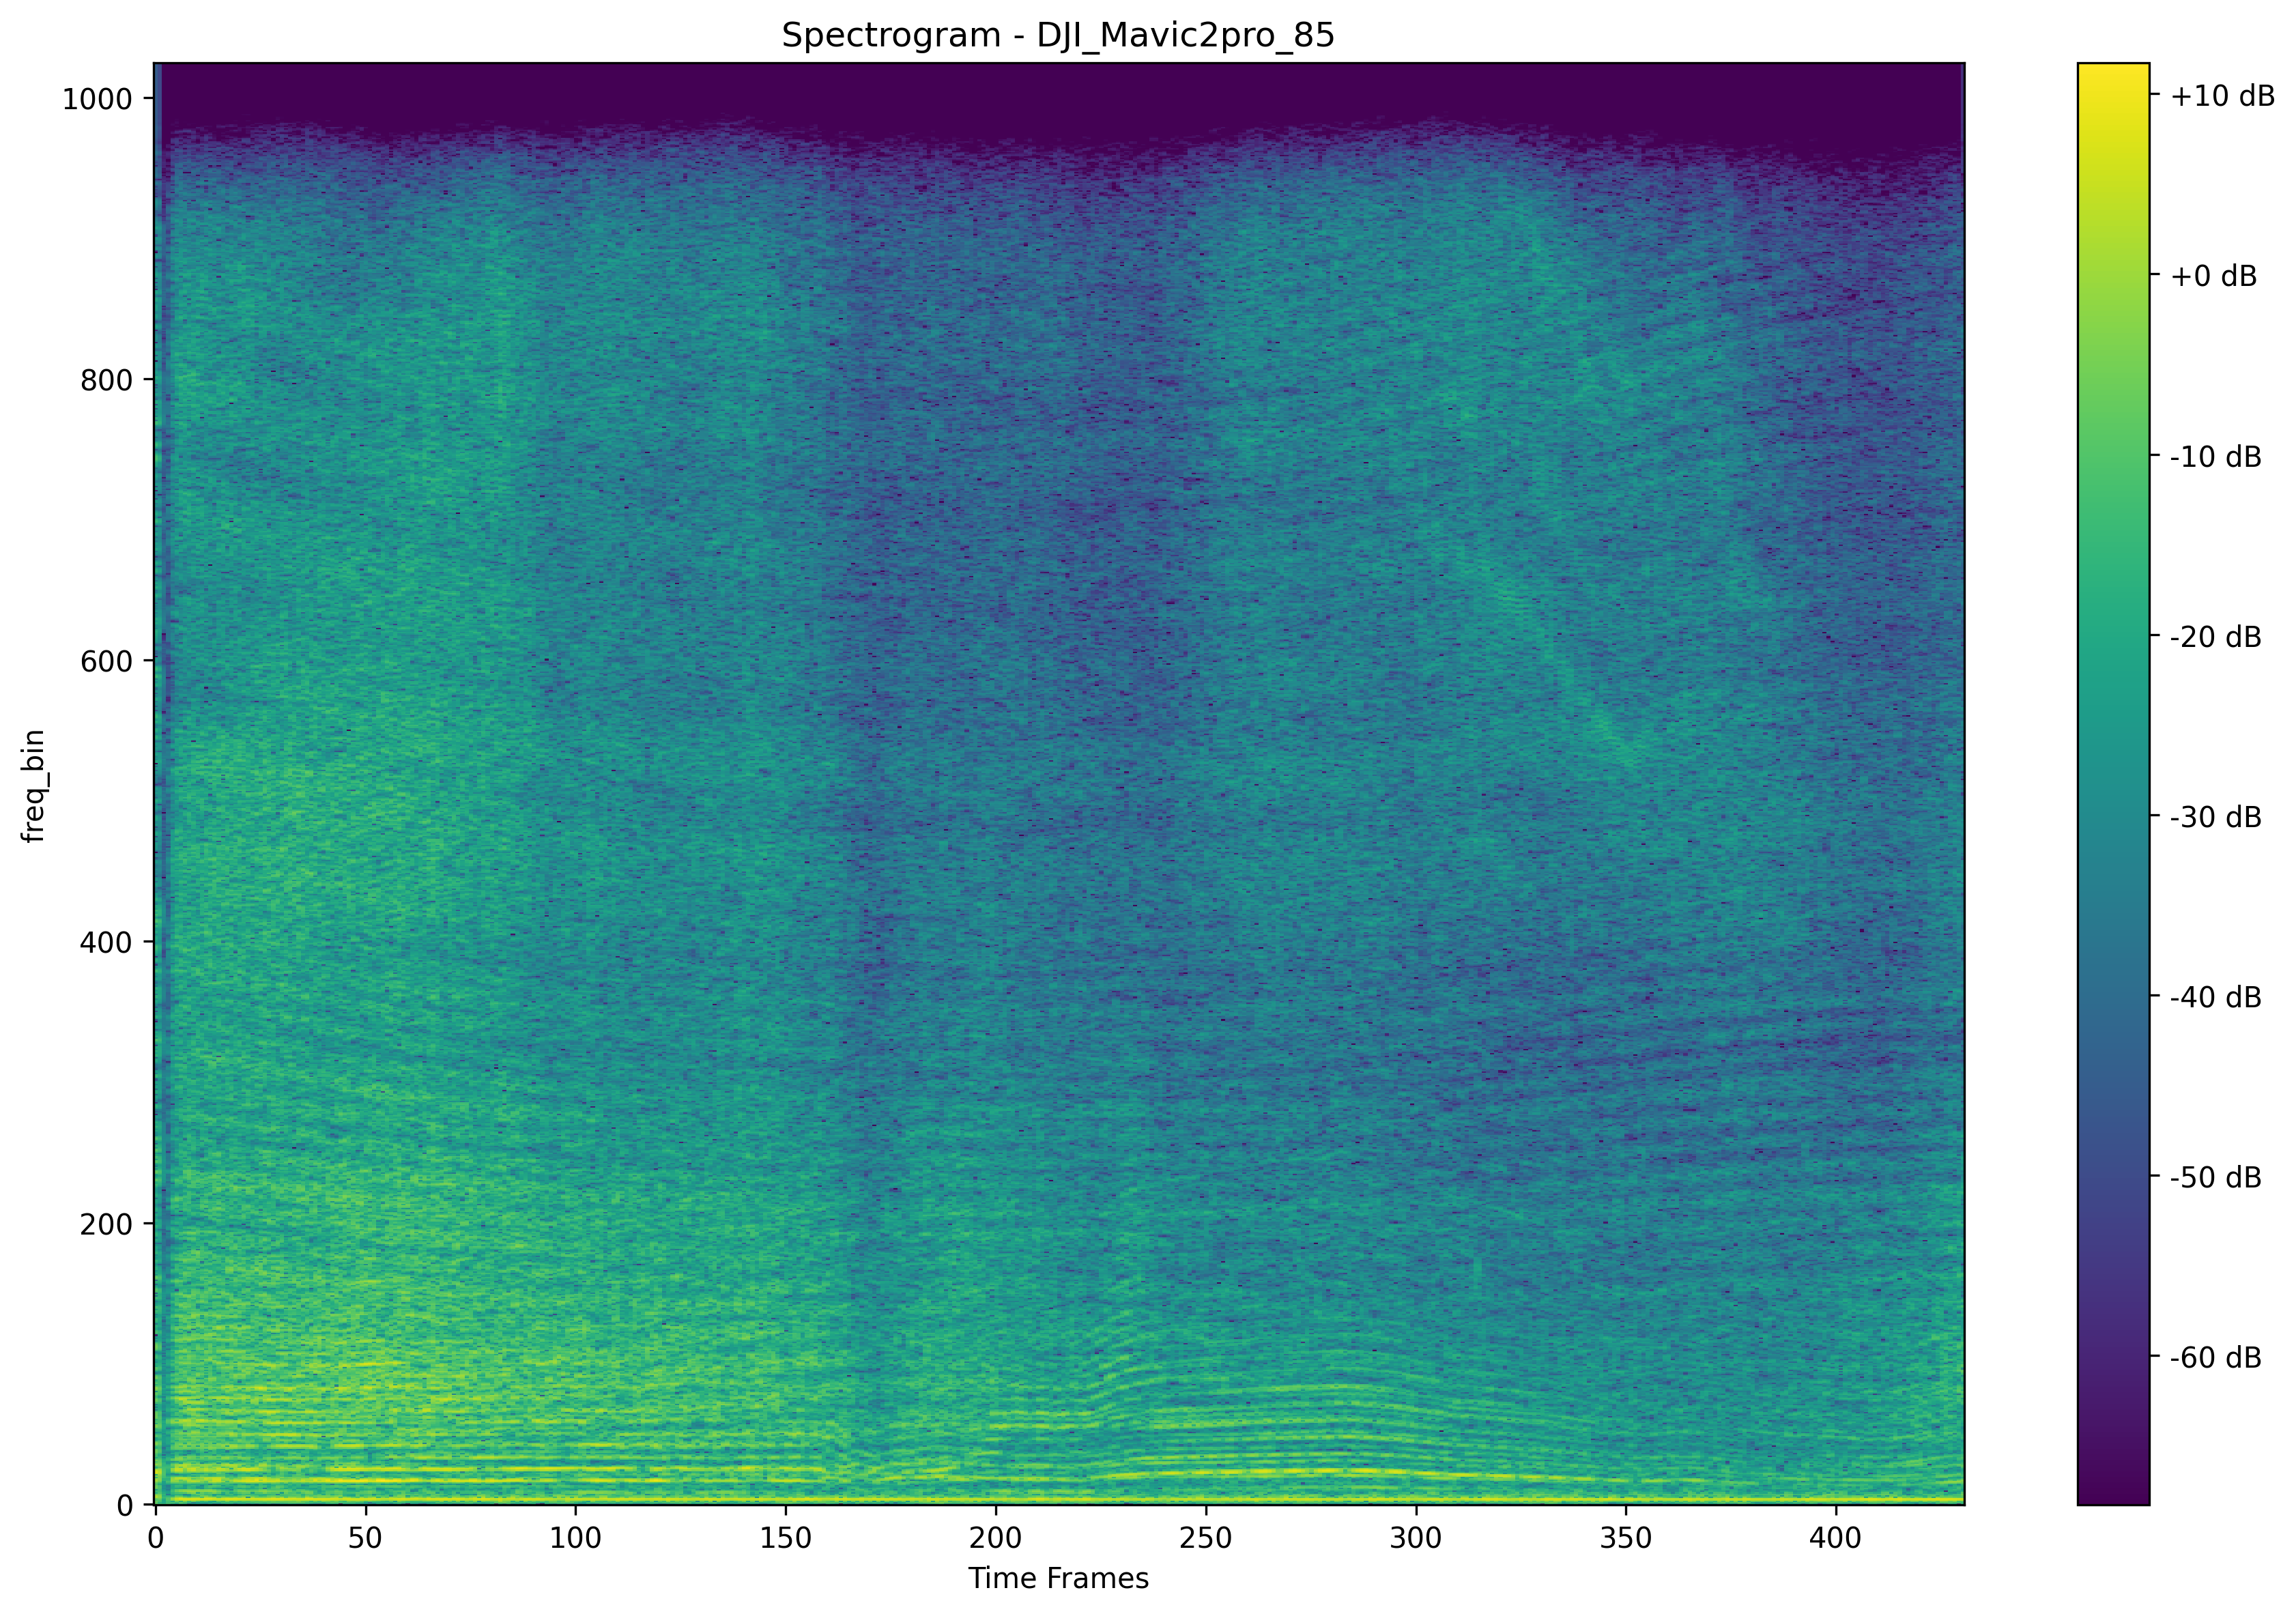 Spectrogram - DJI_Mavic2pro_85
1000
800
600
400
200
0
freq_bin
0 50 100 150 200 250 300 350 400
Time Frames
+10 dB
+0 dB
-10 dB
-20 dB
-30 dB
-40 dB
-50 dB
-60 dB